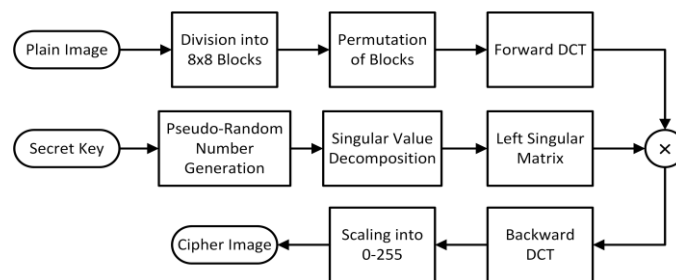 Plain Image
Division into
8x8 Blocks
Permutation
of Blocks
Forward DCT
Secret Key
Pseudo-Random
Number
Generation
Singular Value
Decomposition
Left Singular
Matrix
×
Cipher Image
Scaling into
0-255
Backward
DCT